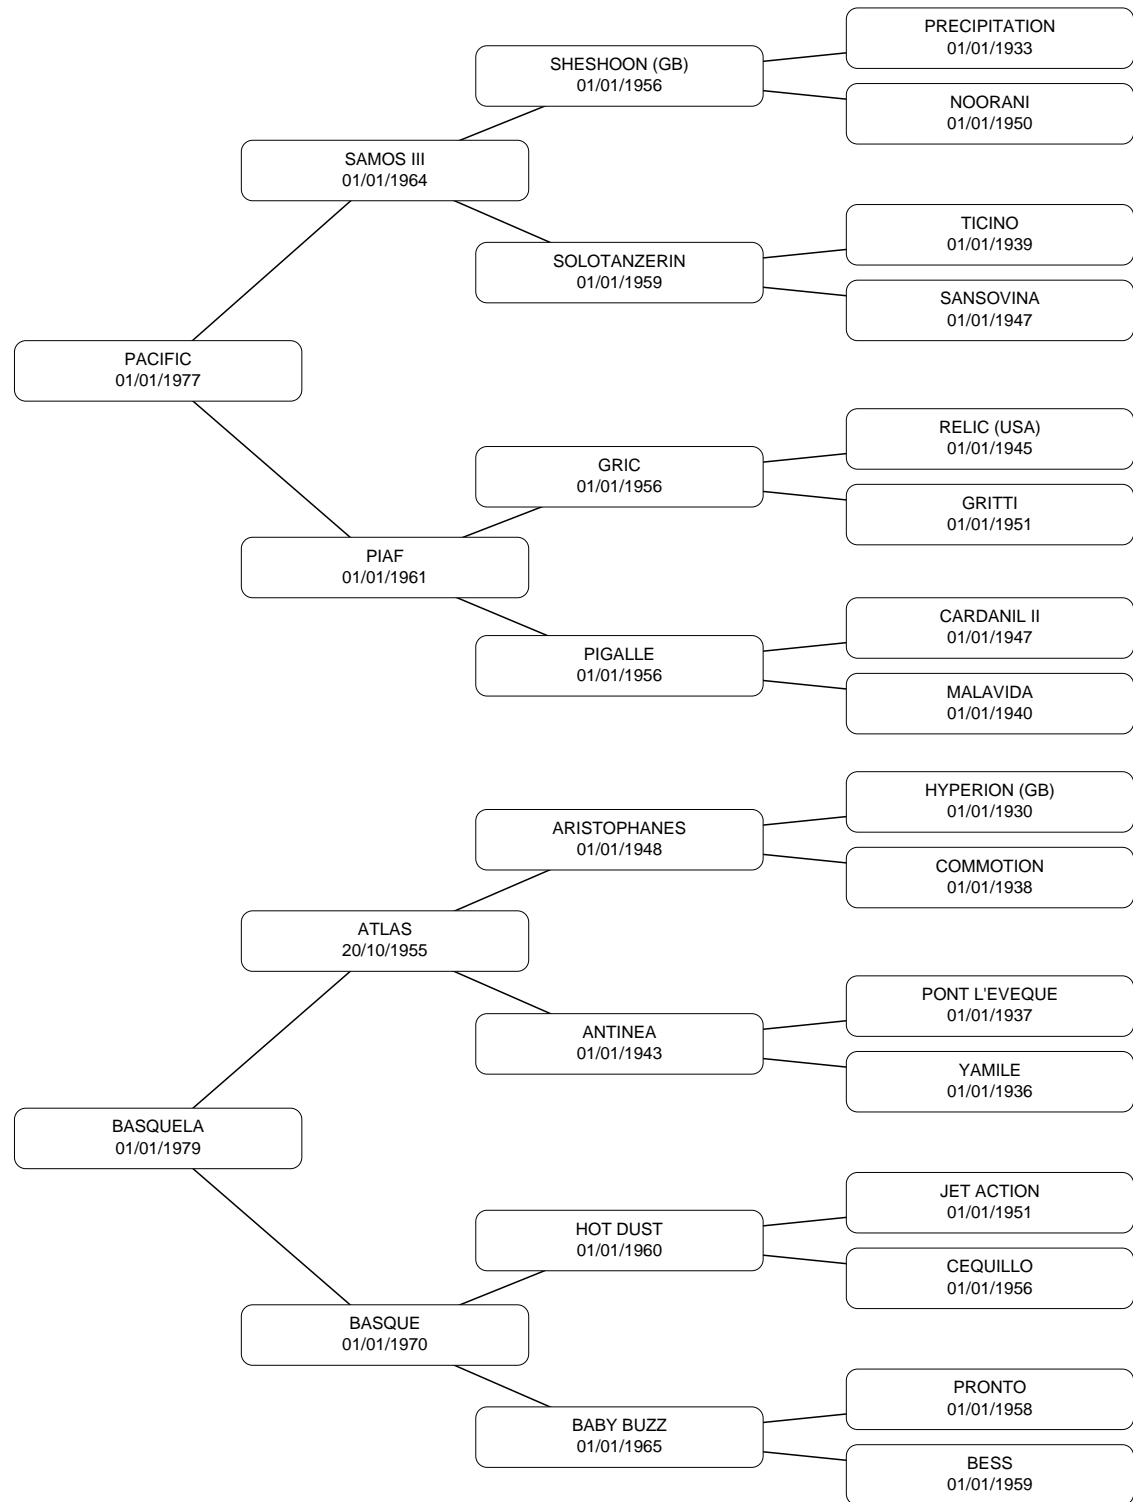 PRECIPITATION
01/01/1933
SHESHOON (GB)
01/01/1956
NOORANI
01/01/1950
SAMOS III
01/01/1964
TICINO
01/01/1939
SOLOTANZERIN
01/01/1959
SANSOVINA
01/01/1947
PACIFIC
01/01/1977
RELIC (USA)
01/01/1945
GRIC
01/01/1956
GRITTI
01/01/1951
PIAF
01/01/1961
CARDANIL II
01/01/1947
PIGALLE
01/01/1956
MALAVIDA
01/01/1940
HYPERION (GB)
01/01/1930
ARISTOPHANES
01/01/1948
COMMOTION
01/01/1938
ATLAS
20/10/1955
PONT L'EVEQUE
01/01/1937
ANTINEA
01/01/1943
YAMILE
01/01/1936
BASQUELA
01/01/1979
JET ACTION
01/01/1951
HOT DUST
01/01/1960
CEQUILLO
01/01/1956
BASQUE
01/01/1970
PRONTO
01/01/1958
BABY BUZZ
01/01/1965
BESS
01/01/1959